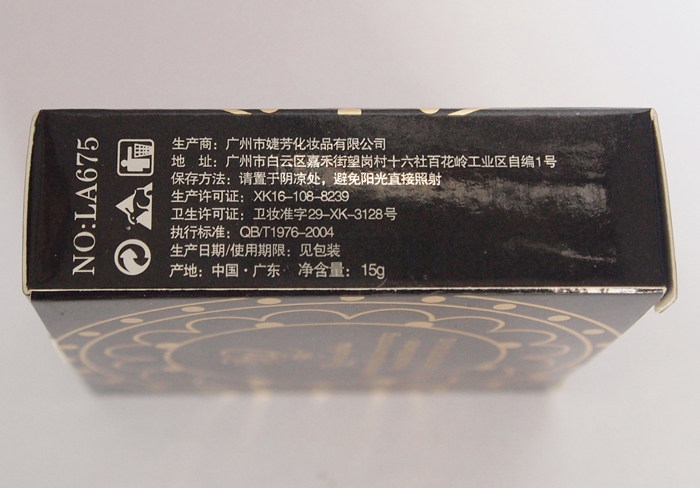 NO:LA675
生产商：广州市婕芳化妆品有限公司
地 址：广州市白云区嘉禾街望岗村十六社百花岭工业区自编1号
保存方法：请置于阴凉处，避免阳光直接照射
生产许可证：XK16-108-8239
卫生许可证：卫妆准字29-XK-3128号
执行标准：QB/T1976-2004
生产日期/使用期限：见包装
产地：中国·广东 净含量：15g